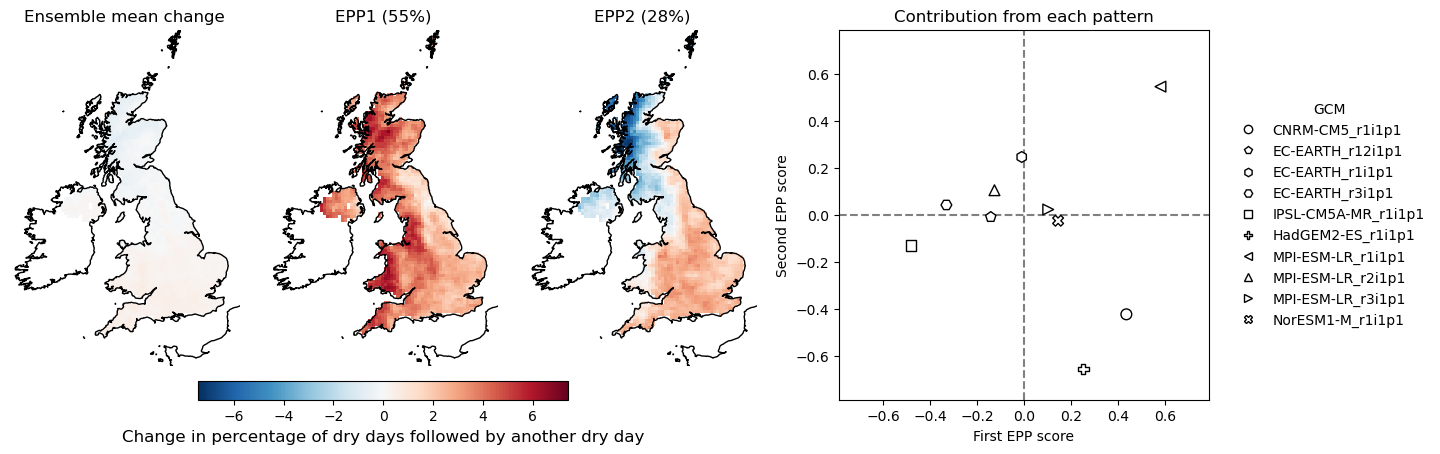 Ensemble mean change
EPP1 (55%)
EPP2 (28%)
Contribution from each pattern
−6 −4 −2 0 2 4 6
Change in percentage of dry days followed by another dry day
Second EPP score
0.6
0.4
0.2
0.0
−0.2
−0.4
−0.6
−0.6 −0.4 −0.2 0.0 0.2 0.4 0.6
First EPP score
GCM
CNRM-CM5_r1i1p1
EC-EARTH_r12i1p1
EC-EARTH_r1i1p1
EC-EARTH_r3i1p1
IPSL-CM5A-MR_r1i1p1
HadGEM2-ES_r1i1p1
MPI-ESM-LR_r1i1p1
MPI-ESM-LR_r2i1p1
MPI-ESM-LR_r3i1p1
NorESM1-M_r1i1p1